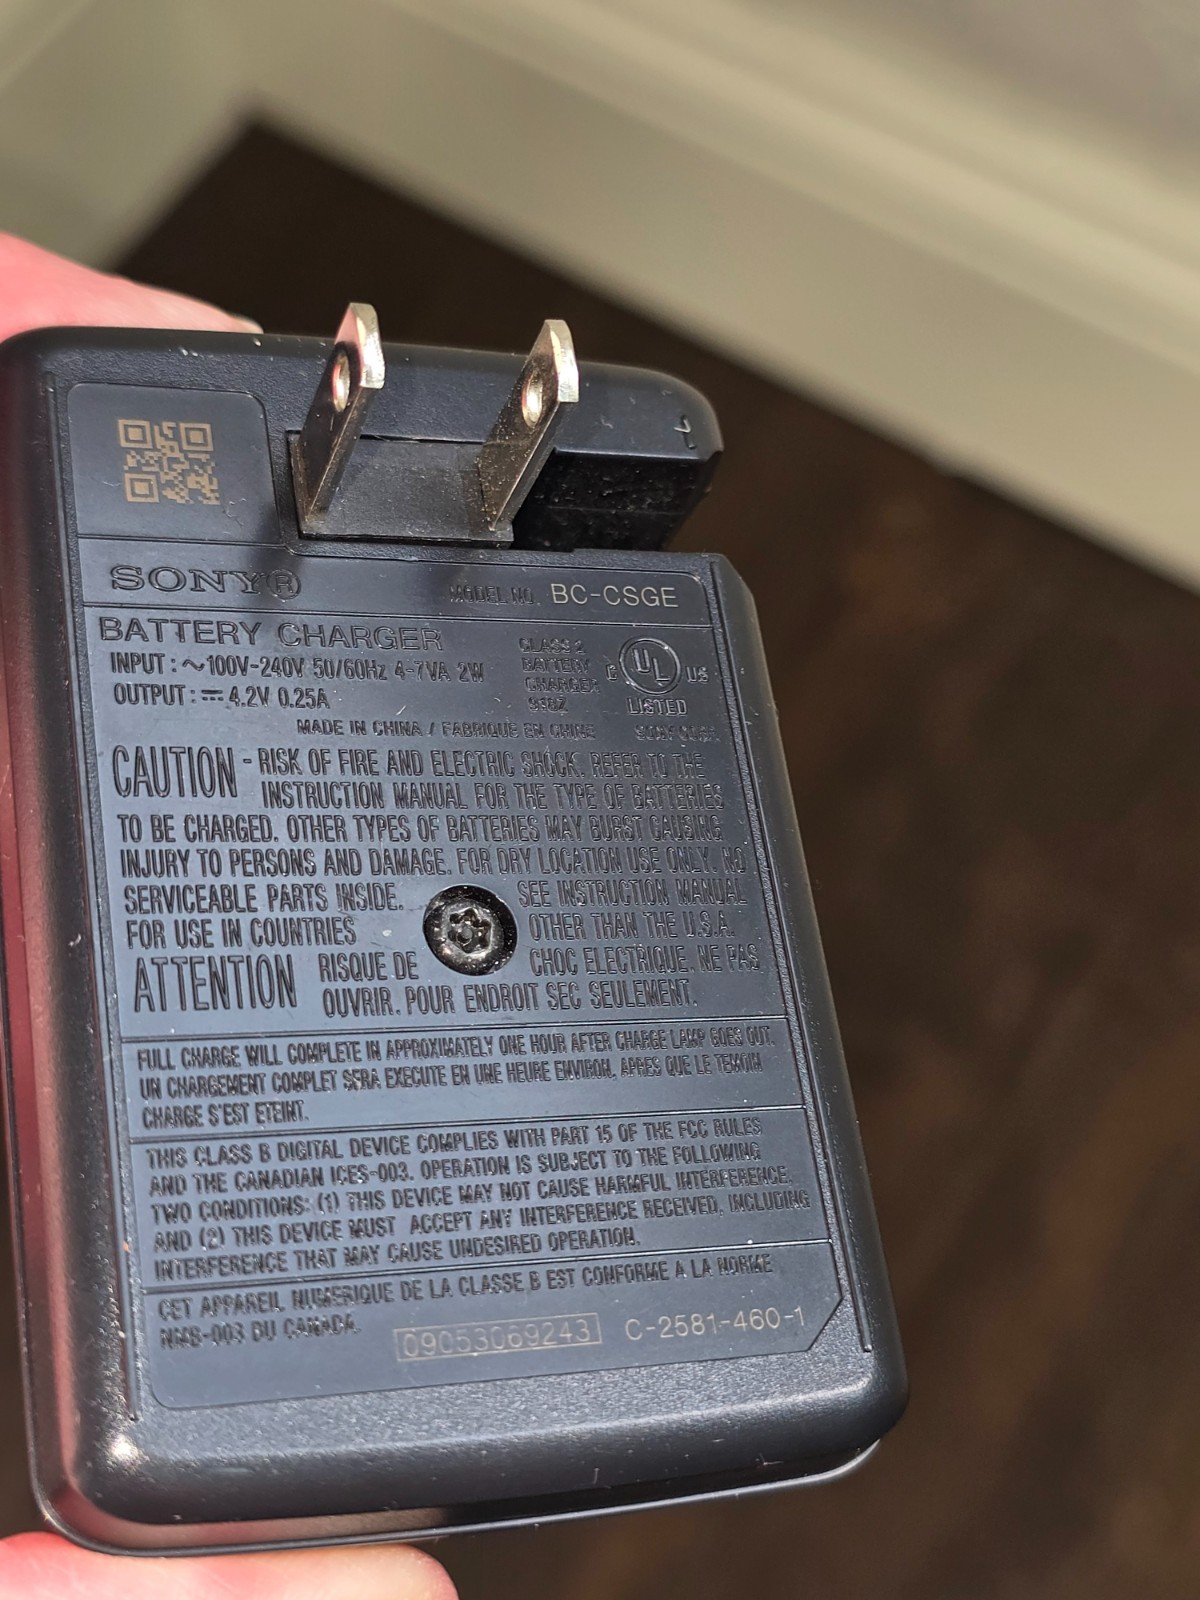 SONY®
MODEL NO. BC-CSGE
BATTERY CHARGER
INPUT : ~100V-240V 50/60Hz 4-7VA 2W
OUTPUT : ⎓ 4.2V 0.25A
CLASS 2
BATTERY
CHARGER
93BZ
C UL US
LISTED
MADE IN CHINA / FABRIQUÉ EN CHINE SONY CORP.
CAUTION - RISK OF FIRE AND ELECTRIC SHOCK. REFER TO THE
INSTRUCTION MANUAL FOR THE TYPE OF BATTERIES
TO BE CHARGED. OTHER TYPES OF BATTERIES MAY BURST CAUSING
INJURY TO PERSONS AND DAMAGE. FOR DRY LOCATION USE ONLY. NO
SERVICEABLE PARTS INSIDE. SEE INSTRUCTION MANUAL
FOR USE IN COUNTRIES OTHER THAN THE U.S.A.
ATTENTION RISQUE DE CHOC ELECTRIQUE. NE PAS
OUVRIR. POUR ENDROIT SEC SEULEMENT.
FULL CHARGE WILL COMPLETE IN APPROXIMATELY ONE HOUR AFTER CHARGE LAMP GOES OUT.
UN CHARGEMENT COMPLET SERA EXECUTE EN UNE HEURE ENVIRON, APRES QUE LE TEMOIN
CHARGE S'EST ETEINT.
THIS CLASS B DIGITAL DEVICE COMPLIES WITH PART 15 OF THE FCC RULES
AND THE CANADIAN ICES-003. OPERATION IS SUBJECT TO THE FOLLOWING
TWO CONDITIONS: (1) THIS DEVICE MAY NOT CAUSE HARMFUL INTERFERENCE,
AND (2) THIS DEVICE MUST ACCEPT ANY INTERFERENCE RECEIVED, INCLUDING
INTERFERENCE THAT MAY CAUSE UNDESIRED OPERATION.
CET APPAREIL NUMERIQUE DE LA CLASSE B EST CONFORME A LA NORME
NMB-003 DU CANADA.
09053069243 C-2581-460-1